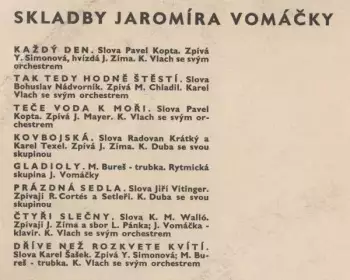 SKLADBY JAROMÍRA VOMÁČKY
KAŽDÝ DEN. Slova Pavel Kopta. Zpívá
Y. Simonová, hvízdá J. Zíma. K. Vlach se svým
orchestrem
TAK TEDY HODNĚ ŠTĚSTÍ. Slova
Bohuslav Nádvorník. Zpívá M. Chladil. Karel
Vlach se svým orchestrem
TEČE VODA K MOŘI. Slova Pavel
Kopta. Zpívá J. Mayer. K. Vlach se svým or-
chestrem
KOVBOJSKÁ. Slova Radovan Krátký a
Karel Texel. Zpívá J. Zíma. K. Duba se svou
skupinou
GLADIOLY. M. Bureš - trubka. Rytmická
skupina J. Vomáčky
PRÁZDNÁ SEDLA. Slova Jiří Vitinger.
Zpívají R. Cortés a Setleři. K. Duba se svou
skupinou
ČTYŘI SLEČNY. Slova K. M. Walló.
Zpívají J. Zíma a sbor L. Pánka; J. Vomáčka -
klavír. K. Vlach se svým orchestrem
DŘÍVE NEŽ ROZKVETE KVÍTÍ.
Slova Karel Šašek. Zpívá Y. Simonová; M. Bu-
reš - trubka. K. Vlach se svým orchestrem